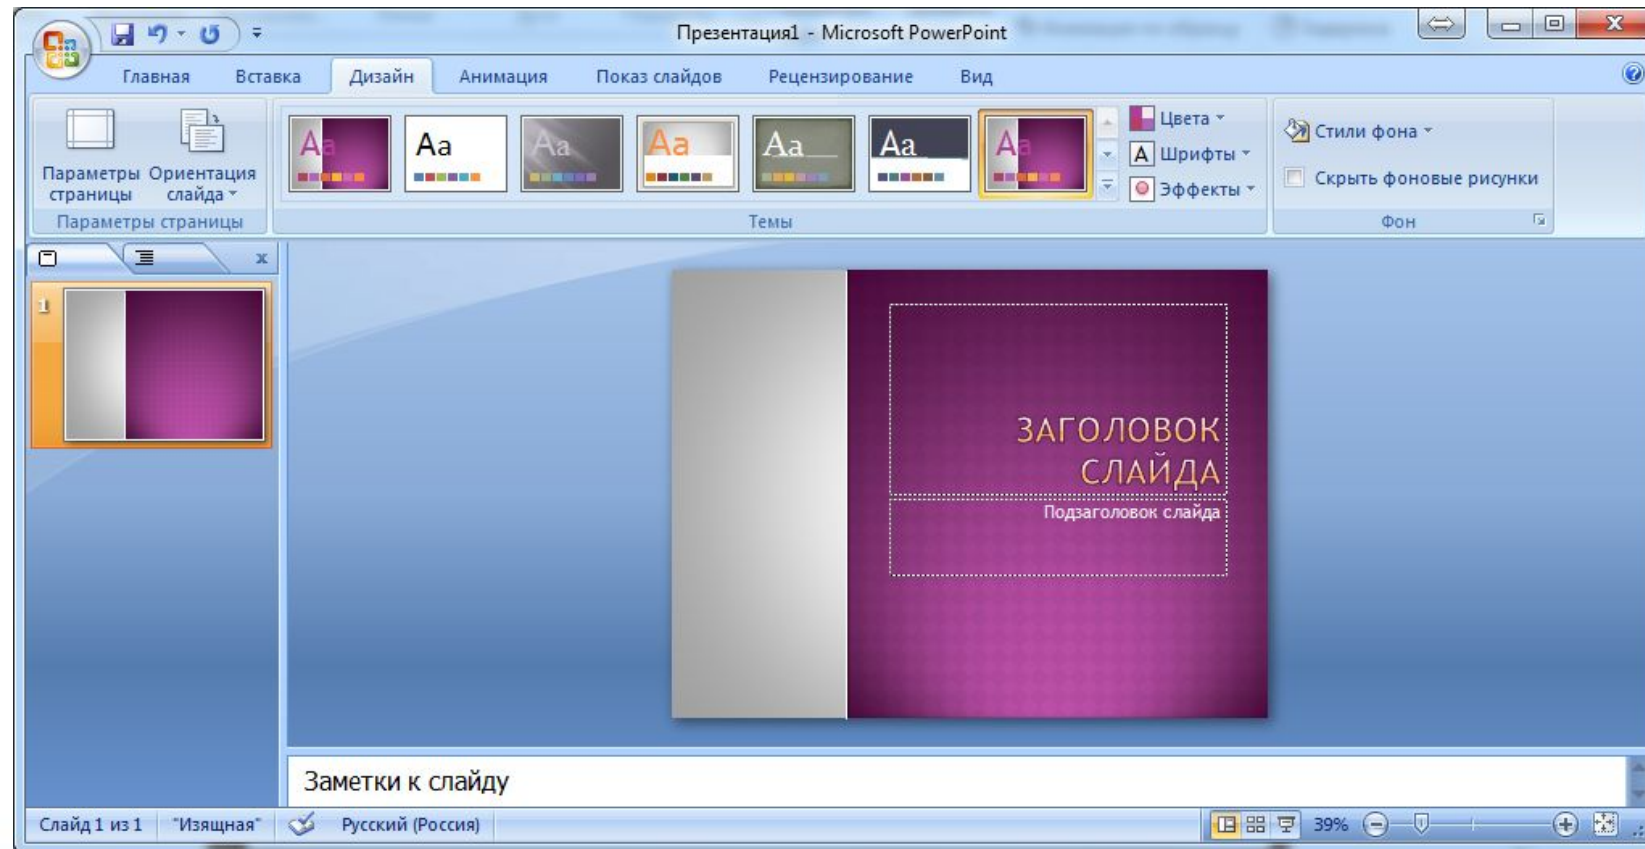 Презентация1 - Microsoft PowerPoint
Главная Вставка Дизайн Анимация Показ слайдов Рецензирование Вид
Параметры страницы
Ориентация слайда
Параметры страницы
Aa Aa Aa Aa Aa Aa Aa
Темы
Цвета
A Шрифты
Эффекты
Стили фона
Скрыть фоновые рисунки
Фон
1
ЗАГОЛОВОК
СЛАЙДА
Подзаголовок слайда
Заметки к слайду
Слайд 1 из 1 "Изящная" Русский (Россия) 39%